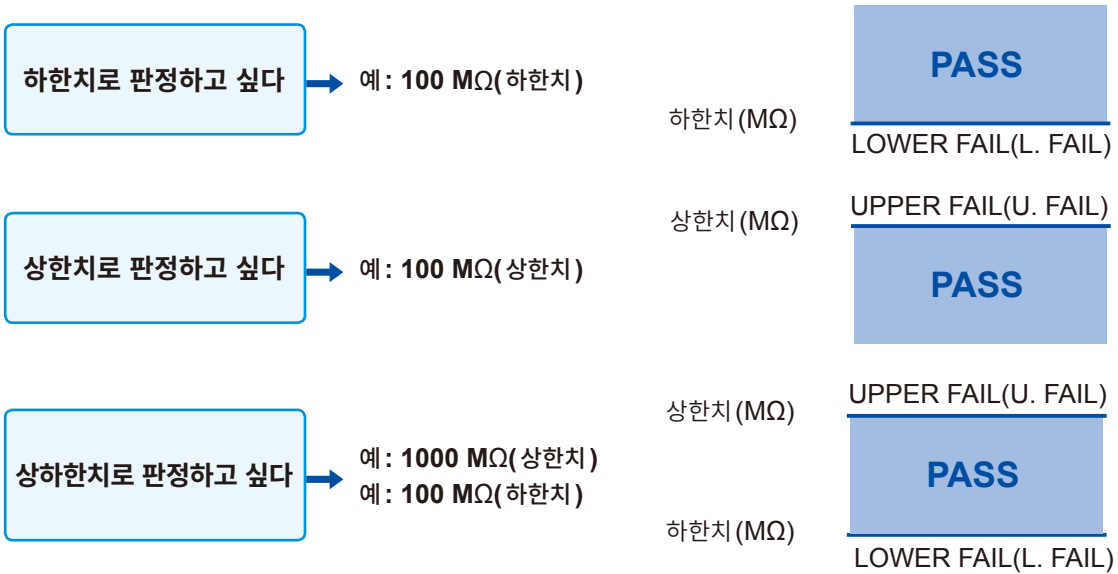 하한치로 판정하고 싶다
예: 100 MΩ(하한치)
하한치(MΩ)
PASS
LOWER FAIL(L. FAIL)
상한치로 판정하고 싶다
예: 100 MΩ(상한치)
상한치(MΩ)
UPPER FAIL(U. FAIL)
PASS
상하한치로 판정하고 싶다
예: 1000 MΩ(상한치)
예: 100 MΩ(하한치)
상한치(MΩ)
UPPER FAIL(U. FAIL)
PASS
하한치(MΩ)
LOWER FAIL(L. FAIL)